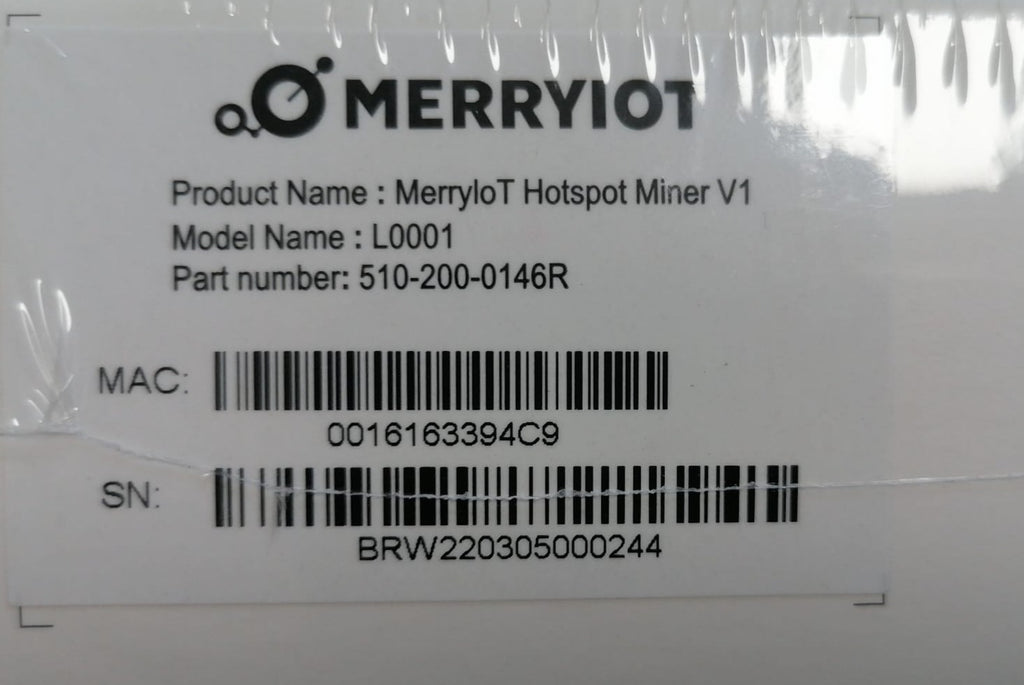 MERRYIOT
Product Name : MerryIoT Hotspot Miner V1
Model Name : L0001
Part number: 510-200-0146R
MAC:
0016163394C9
SN:
BRW220305000244